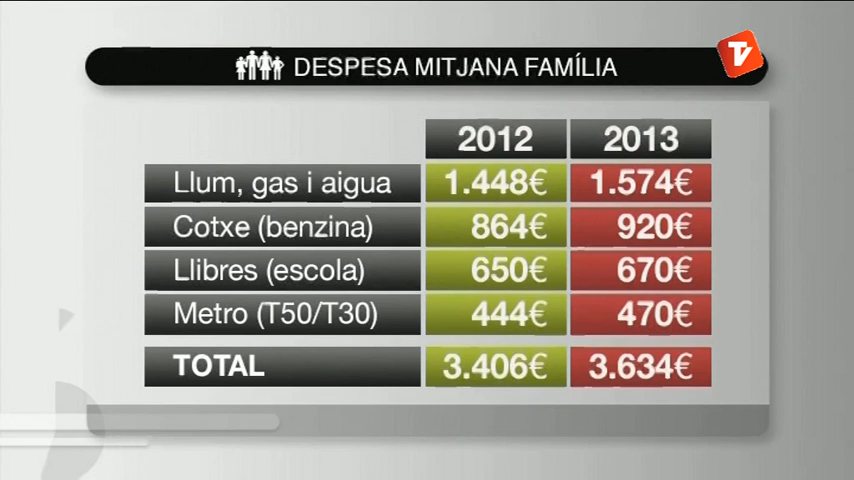 DESPESA MITJANA FAMÍLIA
TV
2012 2013
Llum, gas i aigua 1.448€ 1.574€
Cotxe (benzina) 864€ 920€
Llibres (escola) 650€ 670€
Metro (T50/T30) 444€ 470€
TOTAL 3.406€ 3.634€